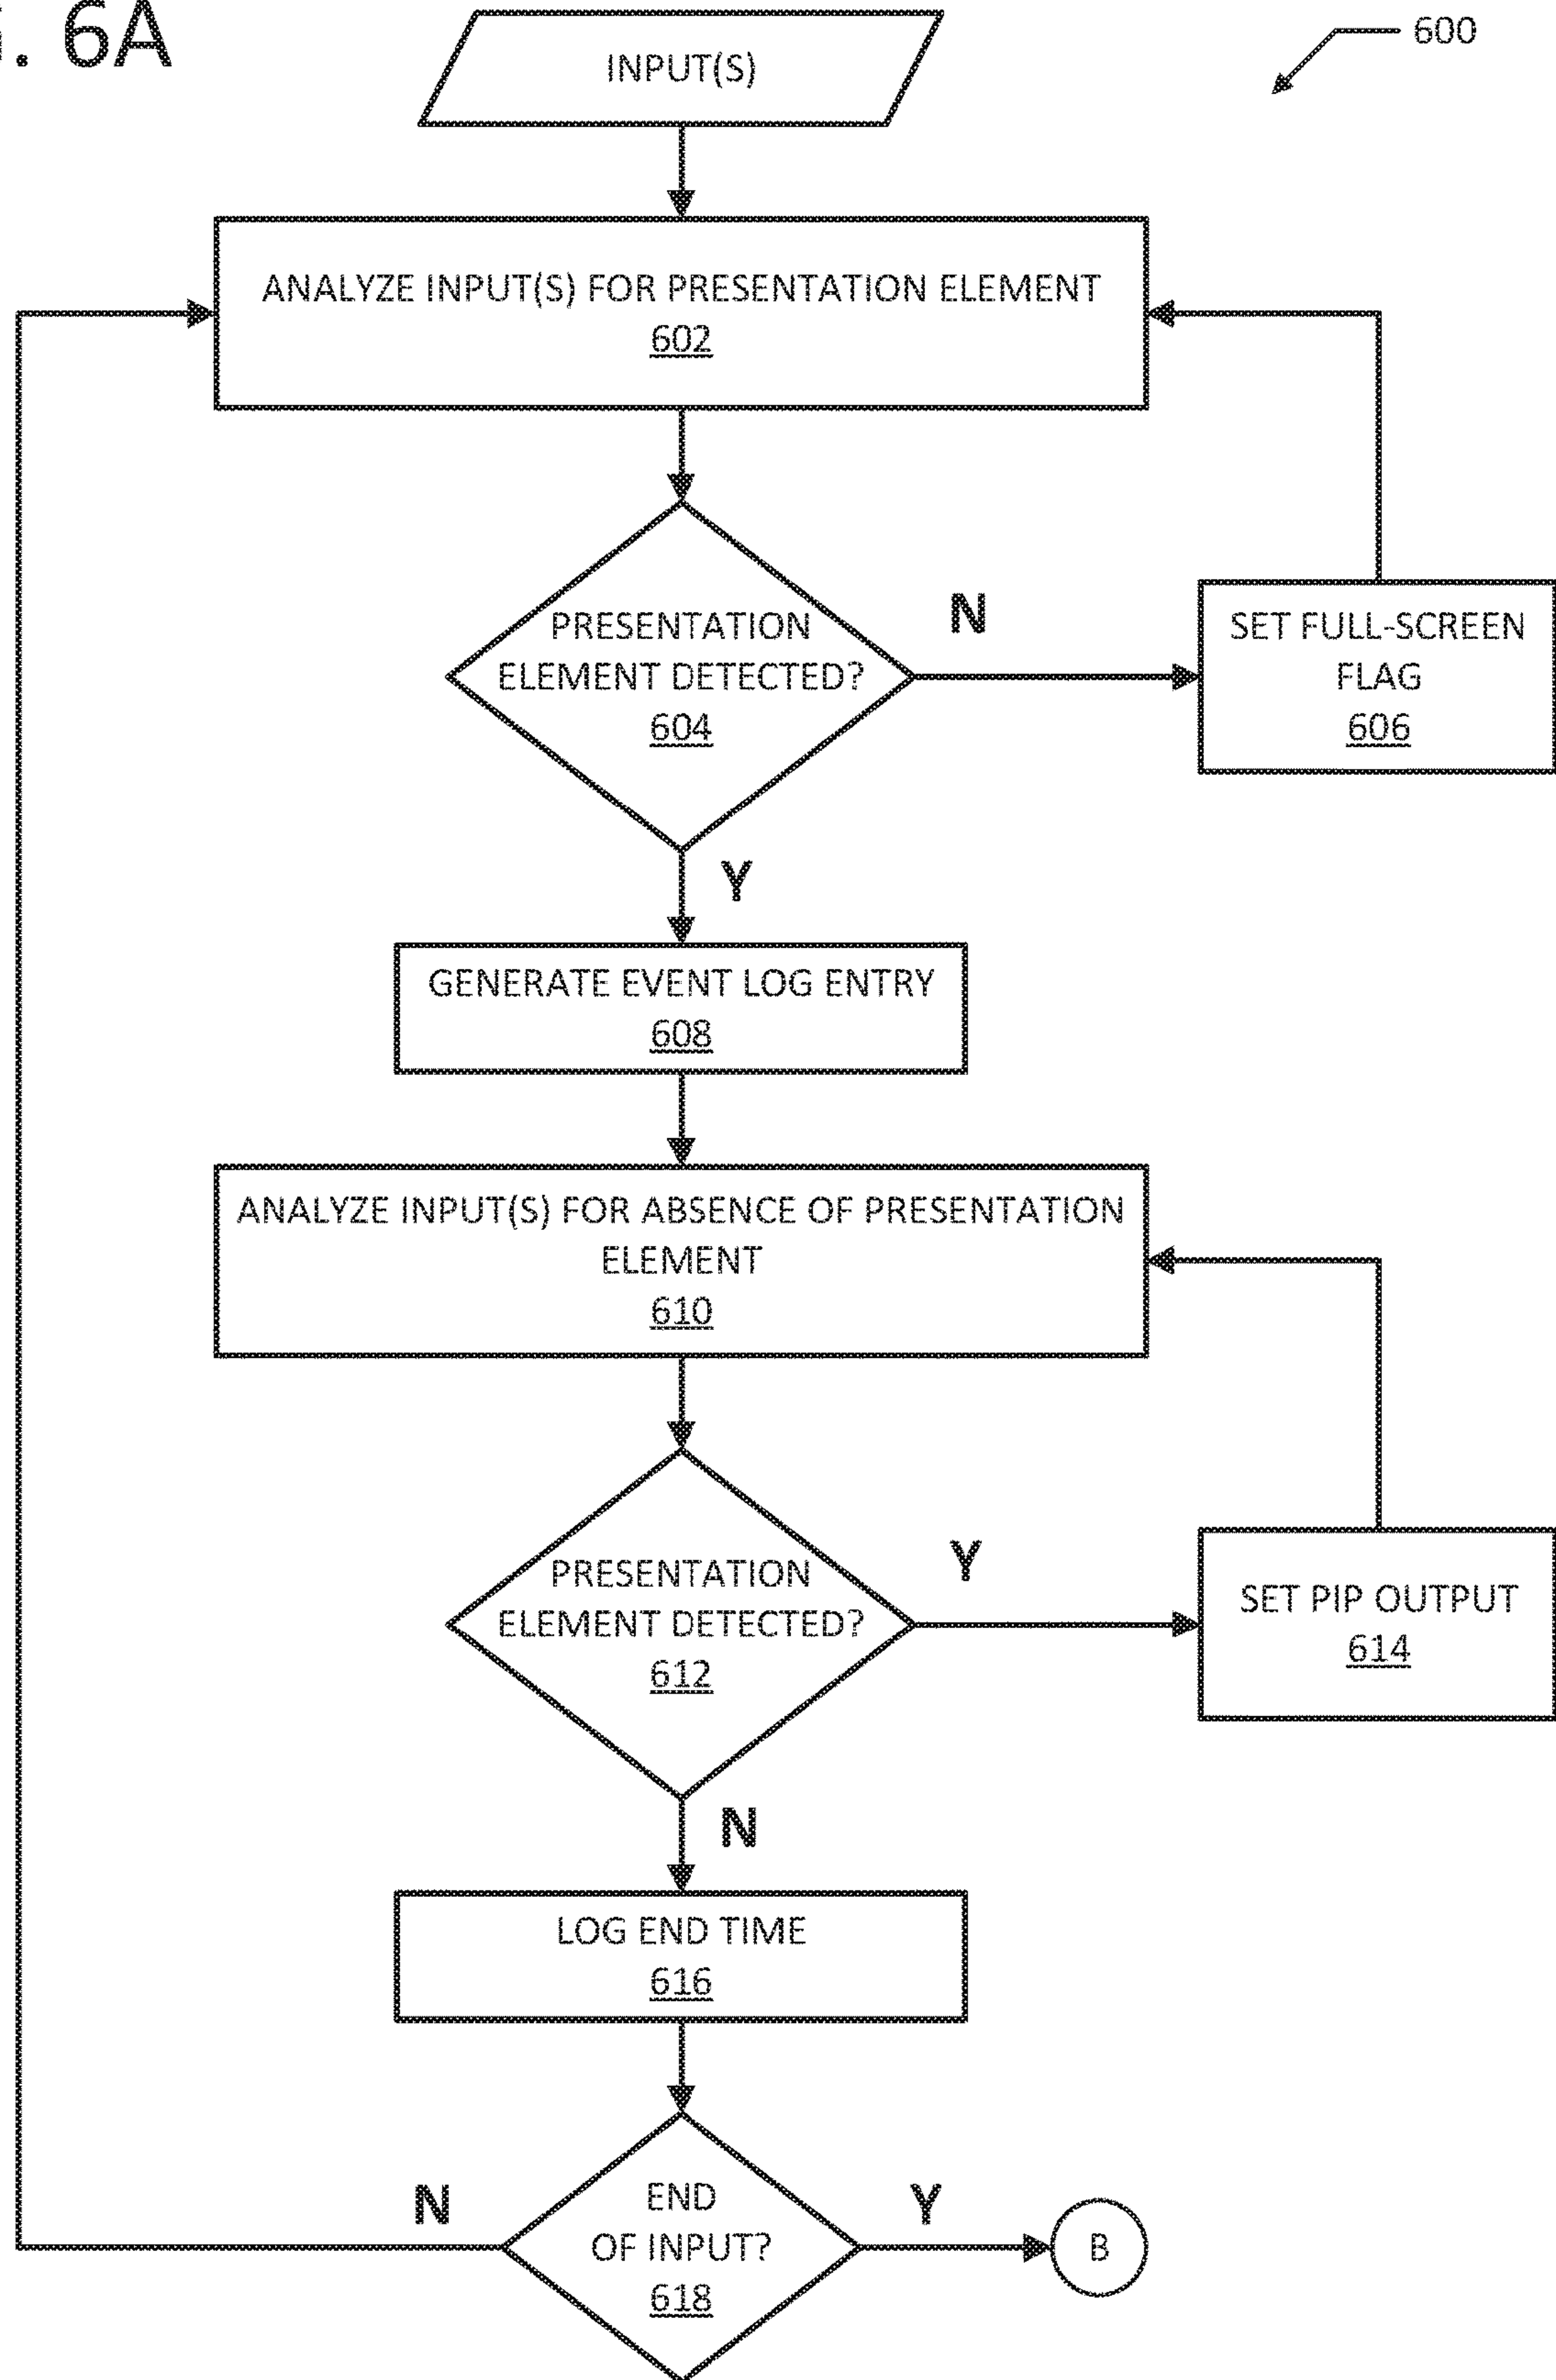 . 6A
600
INPUT(S)
ANALYZE INPUT(S) FOR PRESENTATION ELEMENT
602
PRESENTATION
ELEMENT DETECTED?
604
N
SET FULL-SCREEN
FLAG
606
Y
GENERATE EVENT LOG ENTRY
608
ANALYZE INPUT(S) FOR ABSENCE OF PRESENTATION
ELEMENT
610
PRESENTATION
ELEMENT DETECTED?
612
Y
SET PIP OUTPUT
614
N
LOG END TIME
616
N
END
OF INPUT?
618
Y
B